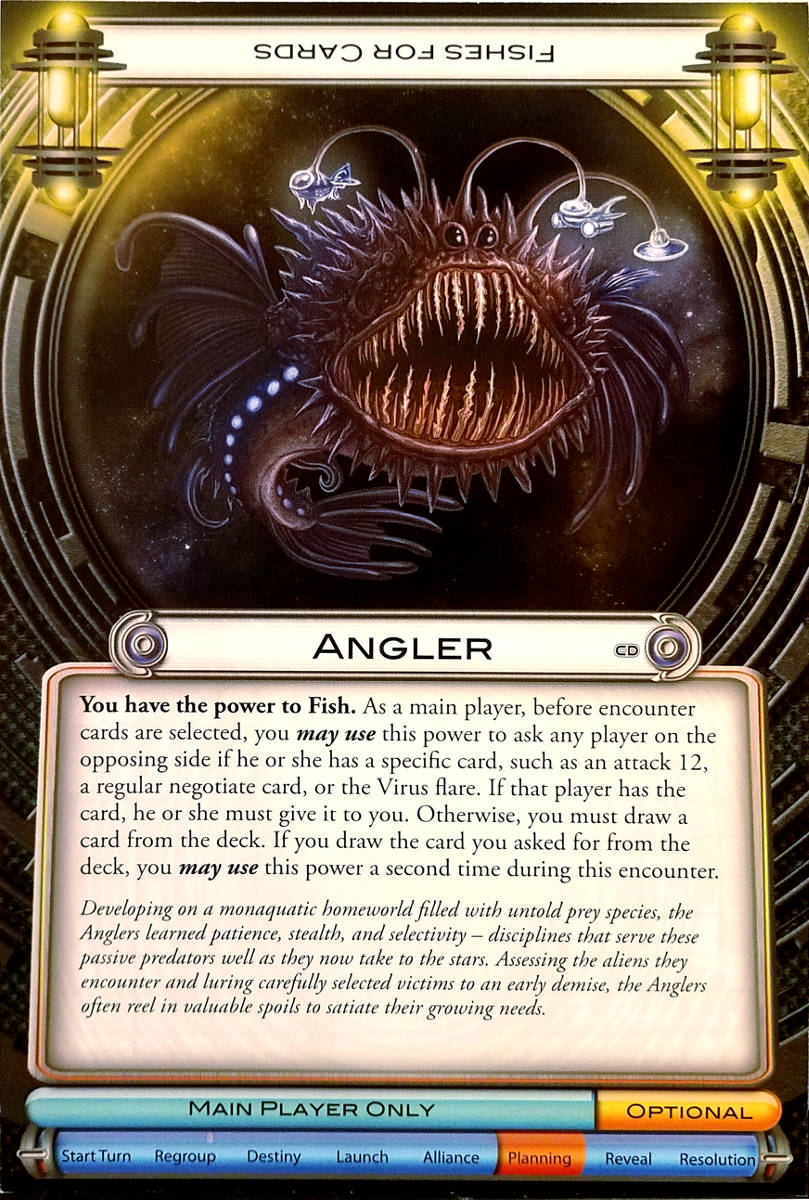 FISHES FOR CARDS
ANGLER
CD
You have the power to Fish. As a main player, before encounter
cards are selected, you may use this power to ask any player on the
opposing side if he or she has a specific card, such as an attack 12,
a regular negotiate card, or the Virus flare. If that player has the
card, he or she must give it to you. Otherwise, you must draw a
card from the deck. If you draw the card you asked for from the
deck, you may use this power a second time during this encounter.
Developing on a monaquatic homeworld filled with untold prey species, the
Anglers learned patience, stealth, and selectivity – disciplines that serve these
passive predators well as they now take to the stars. Assessing the aliens they
encounter and luring carefully selected victims to an early demise, the Anglers
often reel in valuable spoils to satiate their growing needs.
MAIN PLAYER ONLY OPTIONAL
Start Turn Regroup Destiny Launch Alliance Planning Reveal Resolution